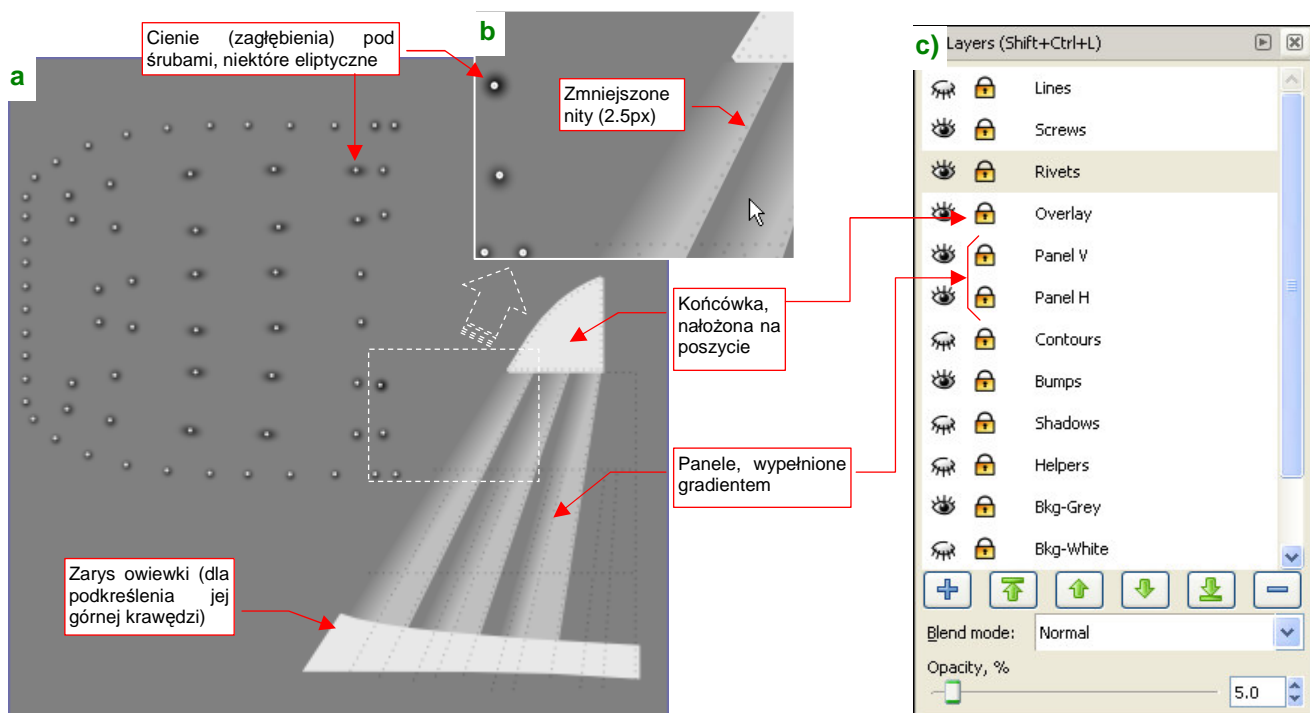 a
Cienie (zagłębienia) pod
śrubami, niektóre eliptyczne
b
Zmniejszone
nity (2.5px)
Końcówka,
nałożona na
poszycie
Panele, wypełnione
gradientem
Zarys owiewki (dla
podkreślenia jej
górnej krawędzi)
c) Layers (Shift+Ctrl+L)
Lines
Screws
Rivets
Overlay
Panel V
Panel H
Contours
Bumps
Shadows
Helpers
Bkg-Grey
Bkg-White
Blend mode: Normal
Opacity, %
5.0